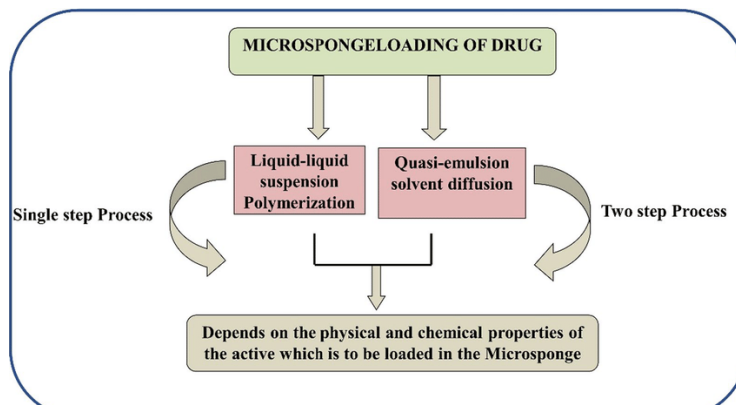 MICROSPONGELOADING OF DRUG
Liquid-liquid
suspension
Polymerization
Quasi-emulsion
solvent diffusion
Single step Process
Two step Process
Depends on the physical and chemical properties of
the active which is to be loaded in the Microsponge